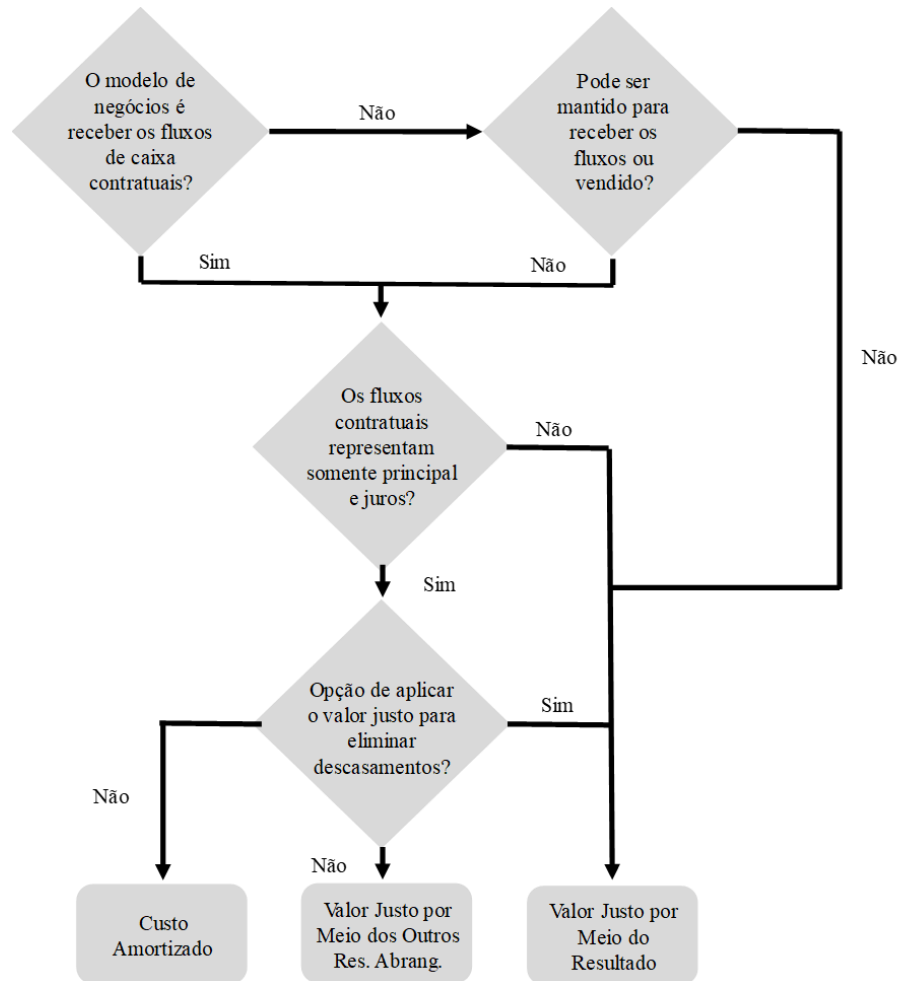 O modelo de
negócios é
receber os fluxos
de caixa
contratuais?
Não
Pode ser
mantido para
receber os
fluxos ou
vendido?
Sim
Não
Não
Os fluxos
contratuais
representam
somente principal
e juros?
Não
Sim
Opção de aplicar
o valor justo para
eliminar
descasamentos?
Sim
Não
Não
Custo
Amortizado
Valor Justo por
Meio dos Outros
Res. Abrang.
Valor Justo por
Meio do
Resultado